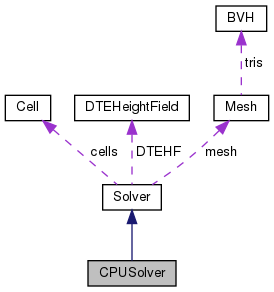 BVH
tris
Cell
DTEHeightField
Mesh
cells
DTEHF
mesh
Solver
CPUSolver